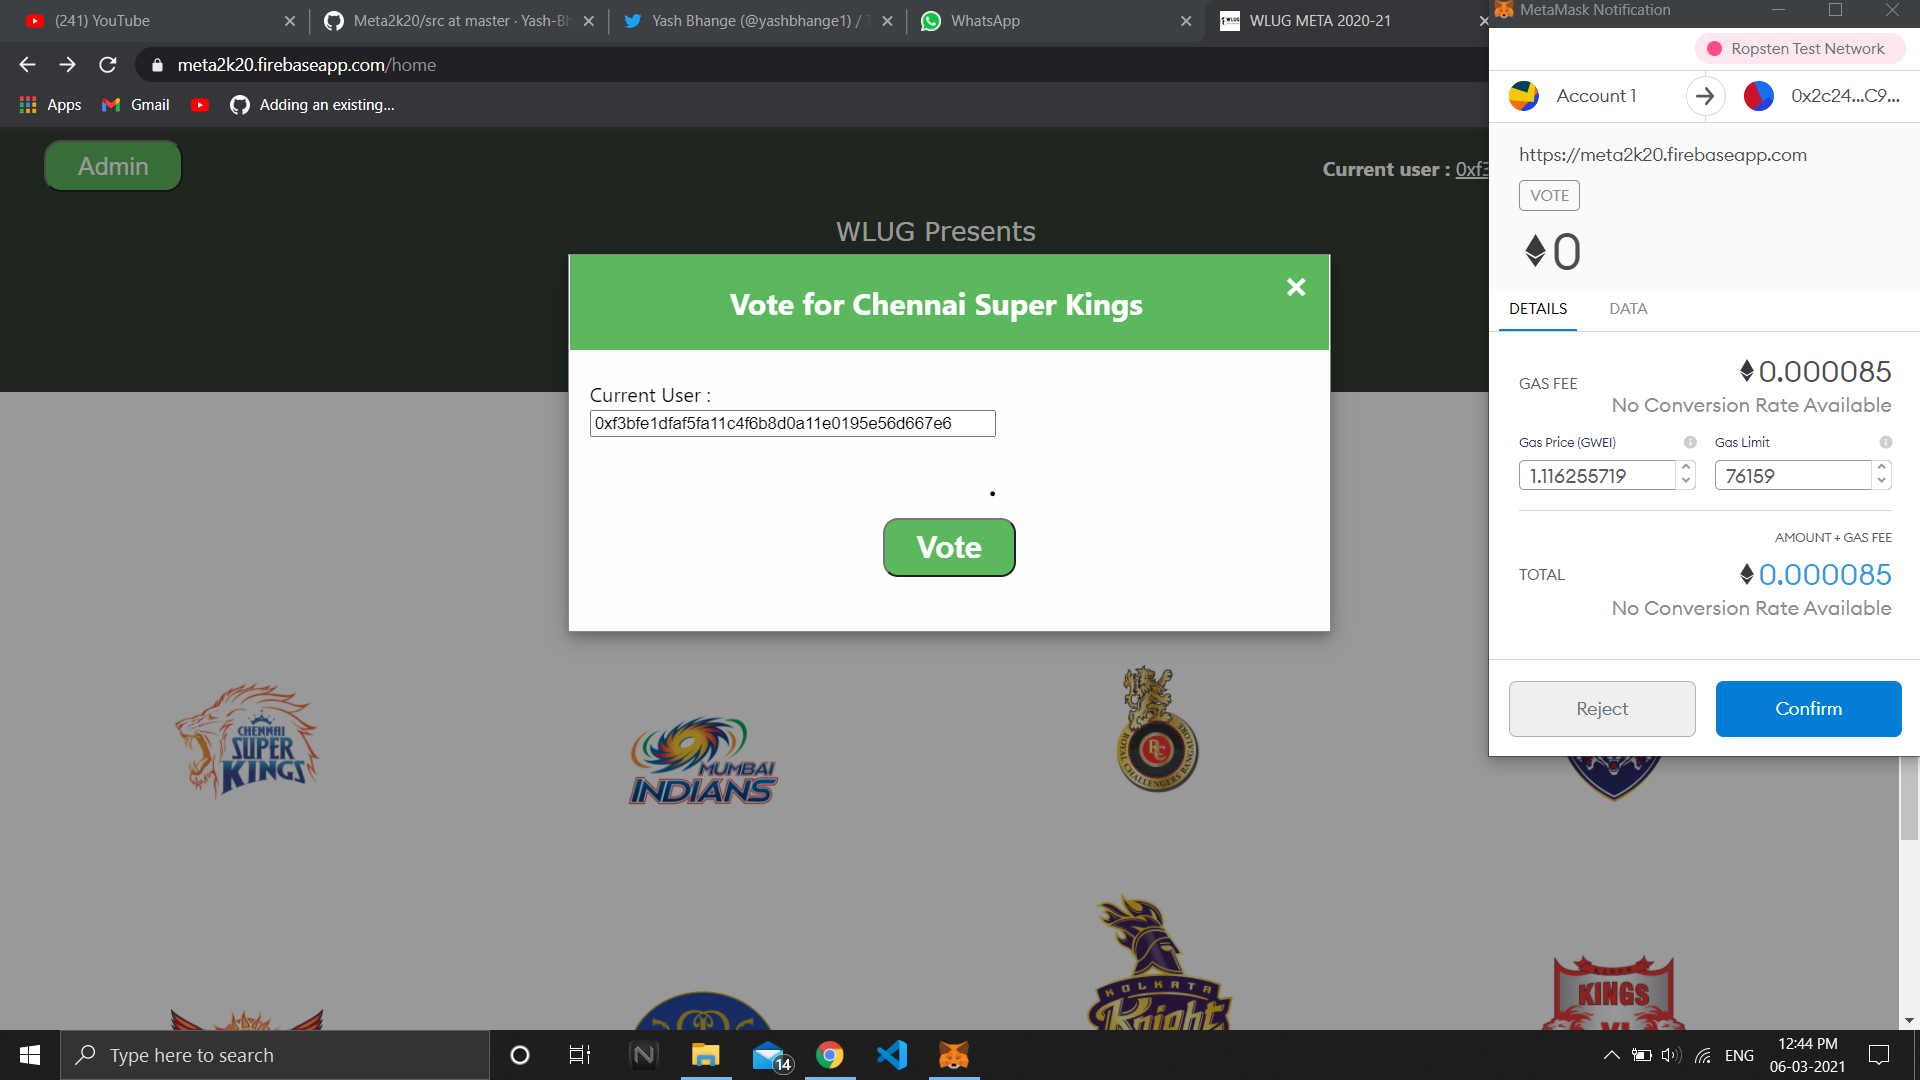 (241) YouTube
Meta2k20/src at master · Yash-Bh
Yash Bhange (@yashbhange1) / T
WhatsApp
WLUG META 2020-21
meta2k20.firebaseapp.com/home
Apps
Gmail
Adding an existing...
Admin
Current user : 0xf3
WLUG Presents
Vote for Chennai Super Kings
×
Current User :
0xf3bfe1dfaf5fa11c4f6b8d0a11e0195e56d667e6
.
Vote
CHENNAI
SUPER
KINGS
MUMBAI
INDIANS
ROYAL CHALLENGERS BANGALORE
RC
KOLKATA
Knight
KINGS
XI
MetaMask Notification
Ropsten Test Network
Account 1
0x2c24...C9...
https://meta2k20.firebaseapp.com
VOTE
0
DETAILS
DATA
GAS FEE
0.000085
No Conversion Rate Available
Gas Price (GWEI)
Gas Limit
1.116255719
76159
AMOUNT + GAS FEE
TOTAL
0.000085
No Conversion Rate Available
Reject
Confirm
Type here to search
14
ENG
12:44 PM
06-03-2021